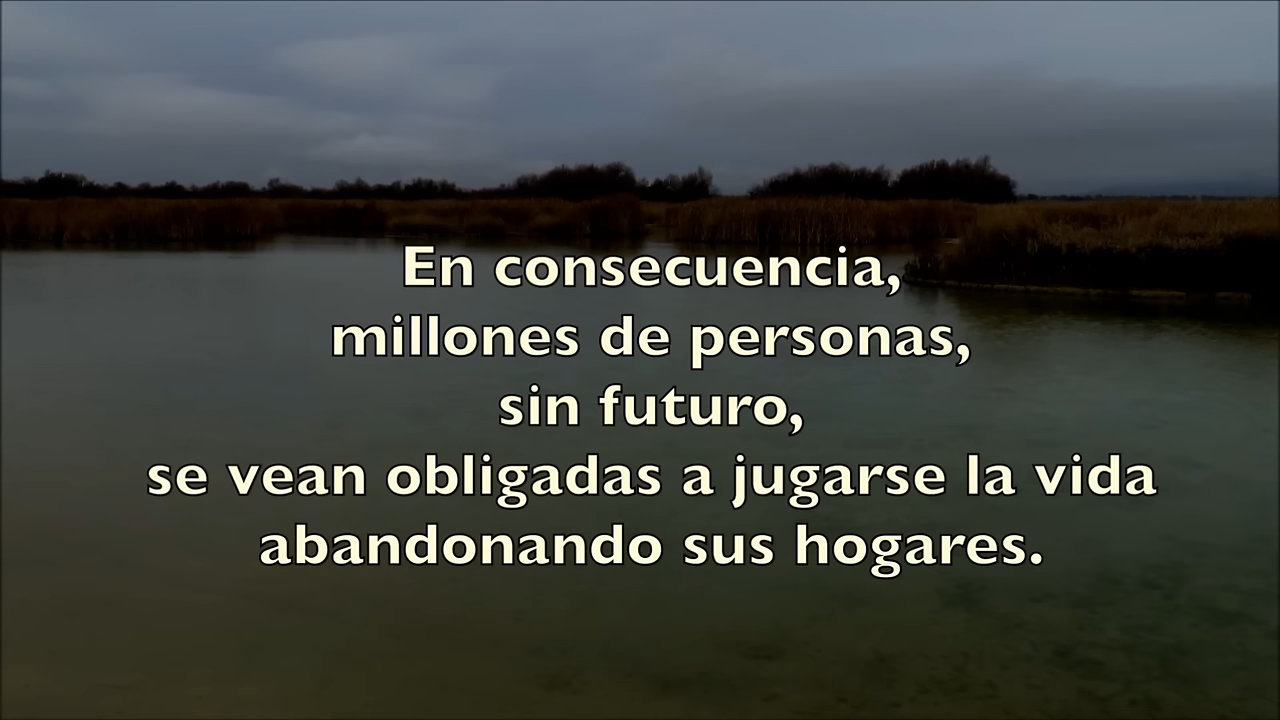 En consecuencia,
millones de personas,
sin futuro,
se vean obligadas a jugarse la vida
abandonando sus hogares.